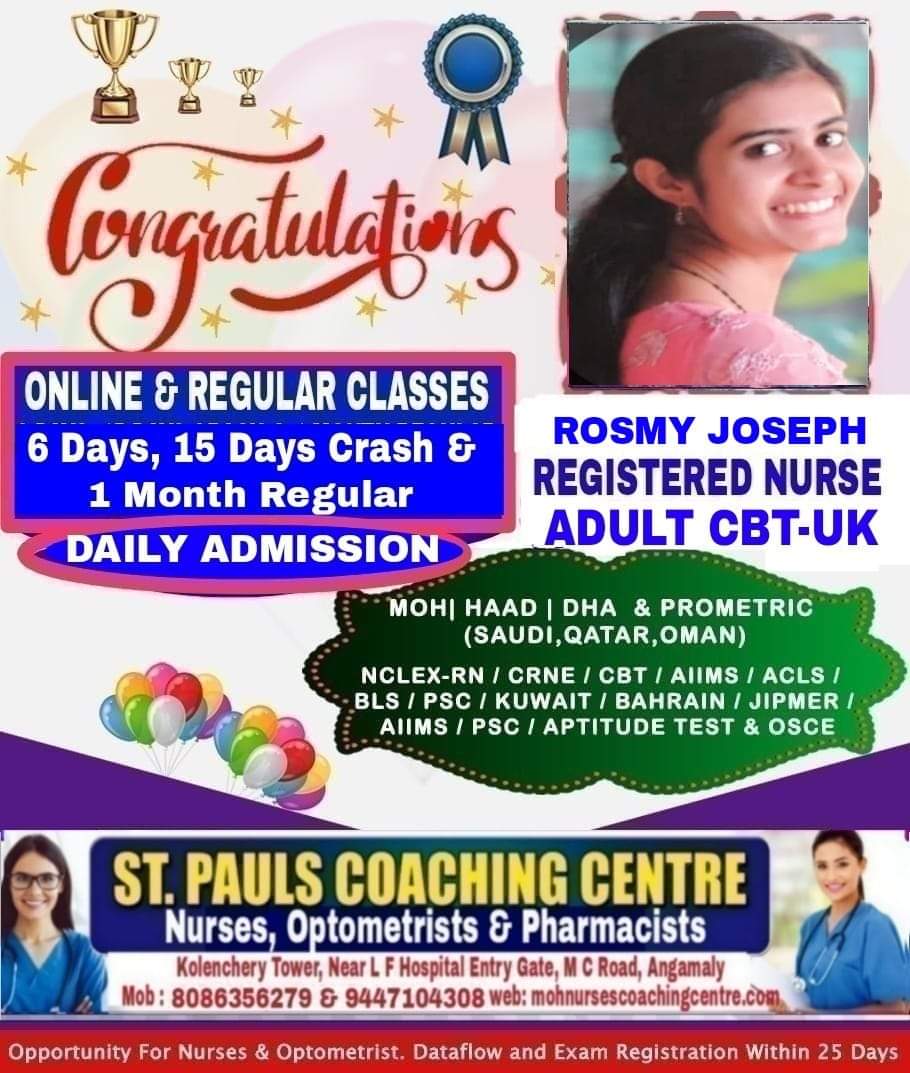 Congratulations
ONLINE & REGULAR CLASSES
6 Days, 15 Days Crash &
1 Month Regular
DAILY ADMISSION
ROSMY JOSEPH
REGISTERED NURSE
ADULT CBT-UK
MOH| HAAD | DHA & PROMETRIC
(SAUDI,QATAR,OMAN)
NCLEX-RN / CRNE / CBT / AIIMS / ACLS /
BLS / PSC / KUWAIT / BAHRAIN / JIPMER /
AIIMS / PSC / APTITUDE TEST & OSCE
ST. PAULS COACHING CENTRE
Nurses, Optometrists & Pharmacists
Kolenchery Tower, Near L F Hospital Entry Gate, M C Road, Angamaly
Mob : 8086356279 & 9447104308 web: mohnursescoachingcentre.com
Opportunity For Nurses & Optometrist. Dataflow and Exam Registration Within 25 Days